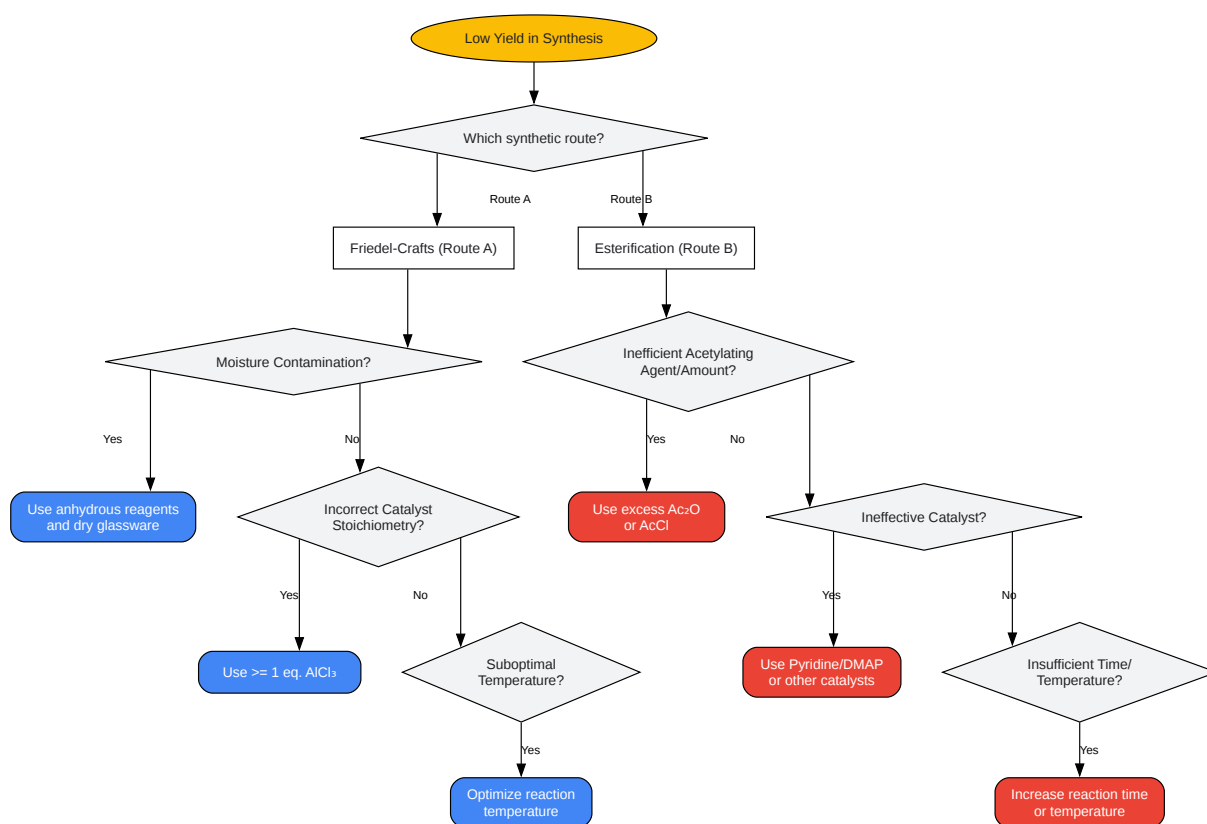 Low Yield in Synthesis
Which synthetic route?
Route A
Route B
Friedel-Crafts (Route A)
Esterification (Route B)
Moisture Contamination?
Inefficient Acetylating
Agent/Amount?
Yes
No
Yes
No
Use anhydrous reagents
and dry glassware
Incorrect Catalyst
Stoichiometry?
Use excess Ac₂O
or AcCl
Ineffective Catalyst?
Yes
No
Yes
No
Use >= 1 eq. AlCl₃
Suboptimal
Temperature?
Use Pyridine/DMAP
or other catalysts
Insufficient Time/
Temperature?
Yes
Yes
Optimize reaction
temperature
Increase reaction time
or temperature